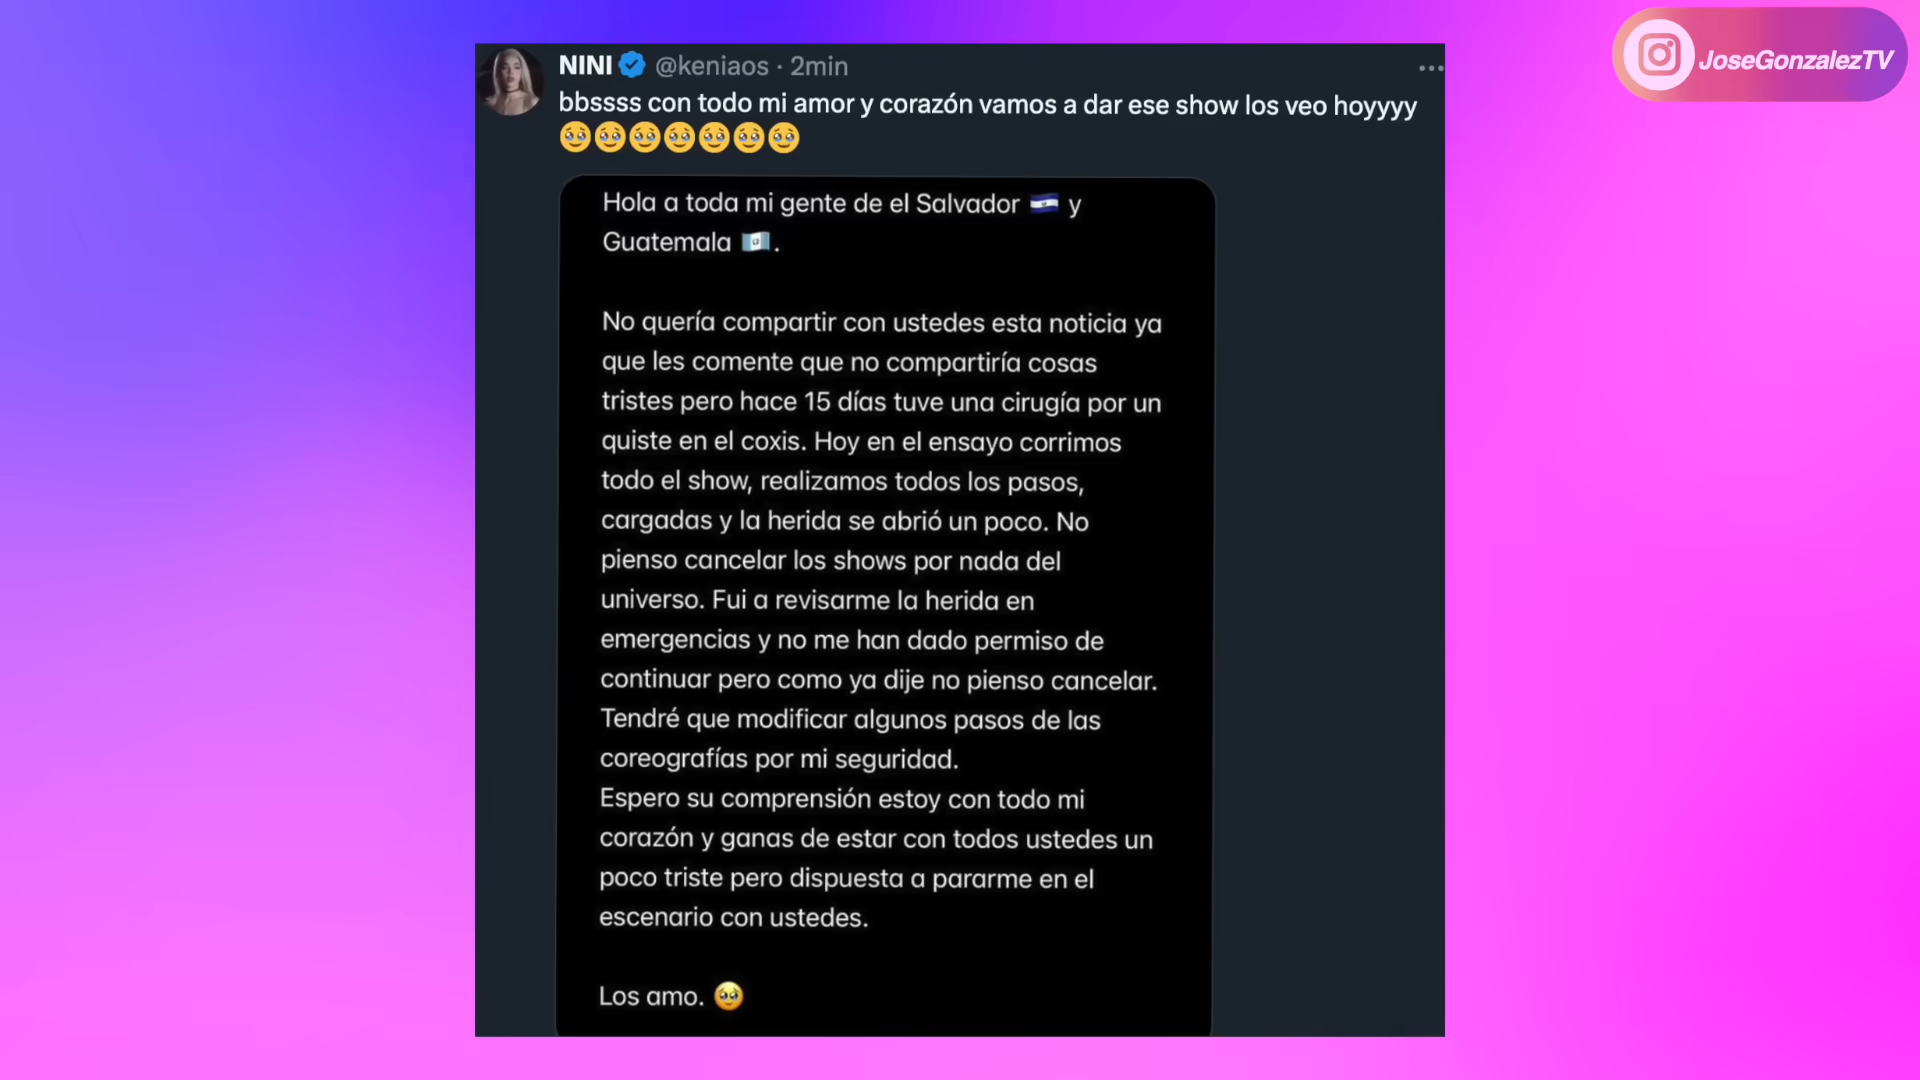 NINI @keniaos · 2min
bbssss con todo mi amor y corazón vamos a dar ese show los veo hoyyyy
🥹🥹🥹🥹🥹🥹🥹
Hola a toda mi gente de el Salvador 🇸🇻 y
Guatemala 🇬🇹.
No quería compartir con ustedes esta noticia ya
que les comente que no compartiría cosas
tristes pero hace 15 días tuve una cirugía por un
quiste en el coxis. Hoy en el ensayo corrimos
todo el show, realizamos todos los pasos,
cargadas y la herida se abrió un poco. No
pienso cancelar los shows por nada del
universo. Fui a revisarme la herida en
emergencias y no me han dado permiso de
continuar pero como ya dije no pienso cancelar.
Tendré que modificar algunos pasos de las
coreografías por mi seguridad.
Espero su comprensión estoy con todo mi
corazón y ganas de estar con todos ustedes un
poco triste pero dispuesta a pararme en el
escenario con ustedes.
Los amo. 🥹
JoseGonzalezTV